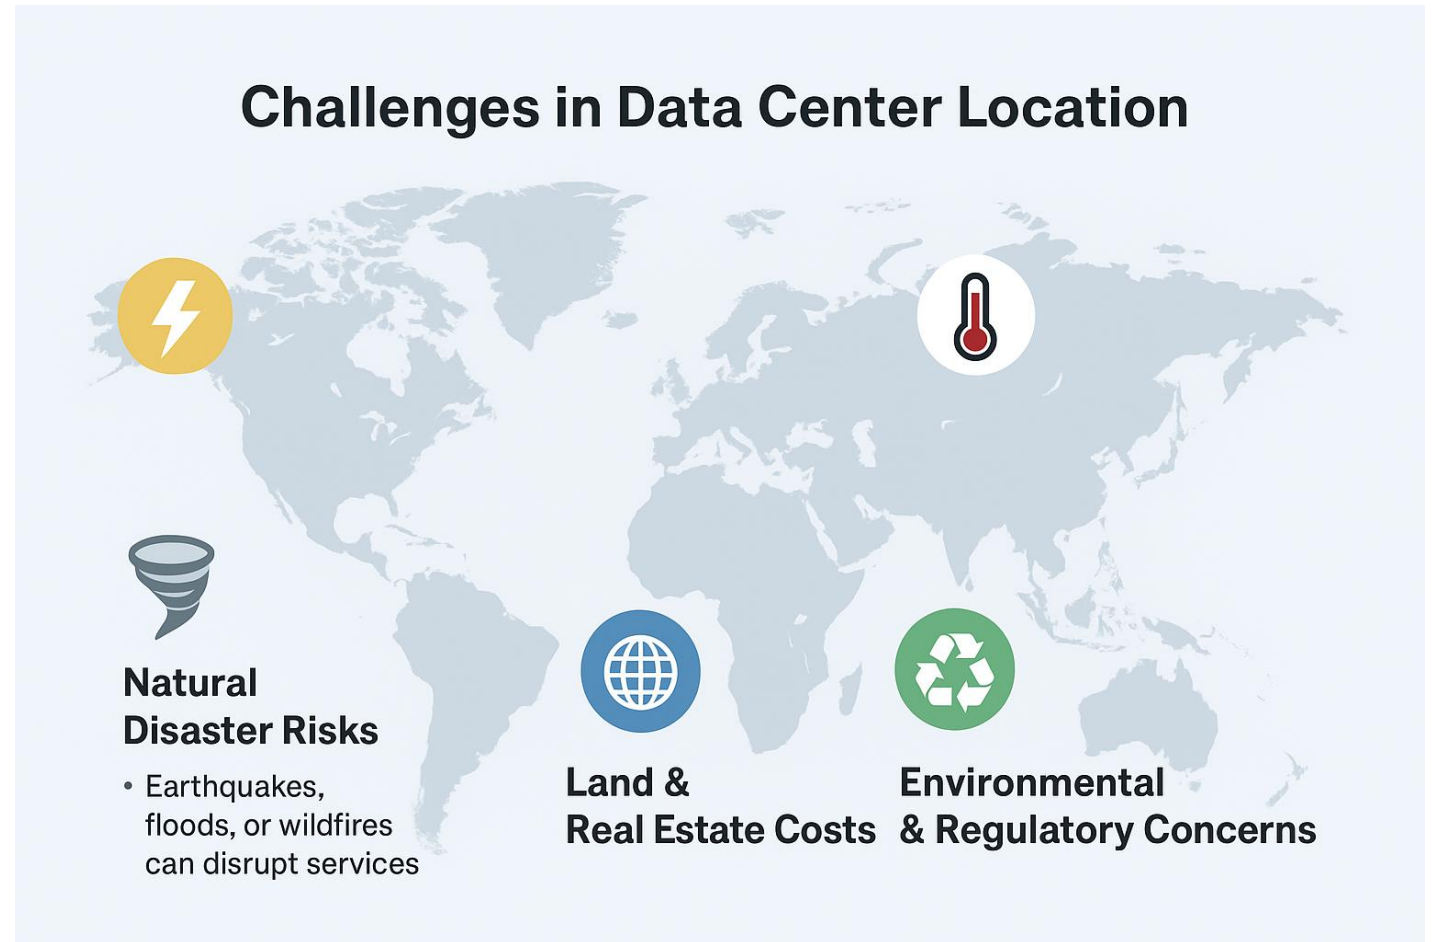 Challenges in Data Center Location
Natural
Disaster Risks
• Earthquakes,
floods, or wildfires
can disrupt services
Land &
Real Estate Costs
Environmental
& Regulatory Concerns